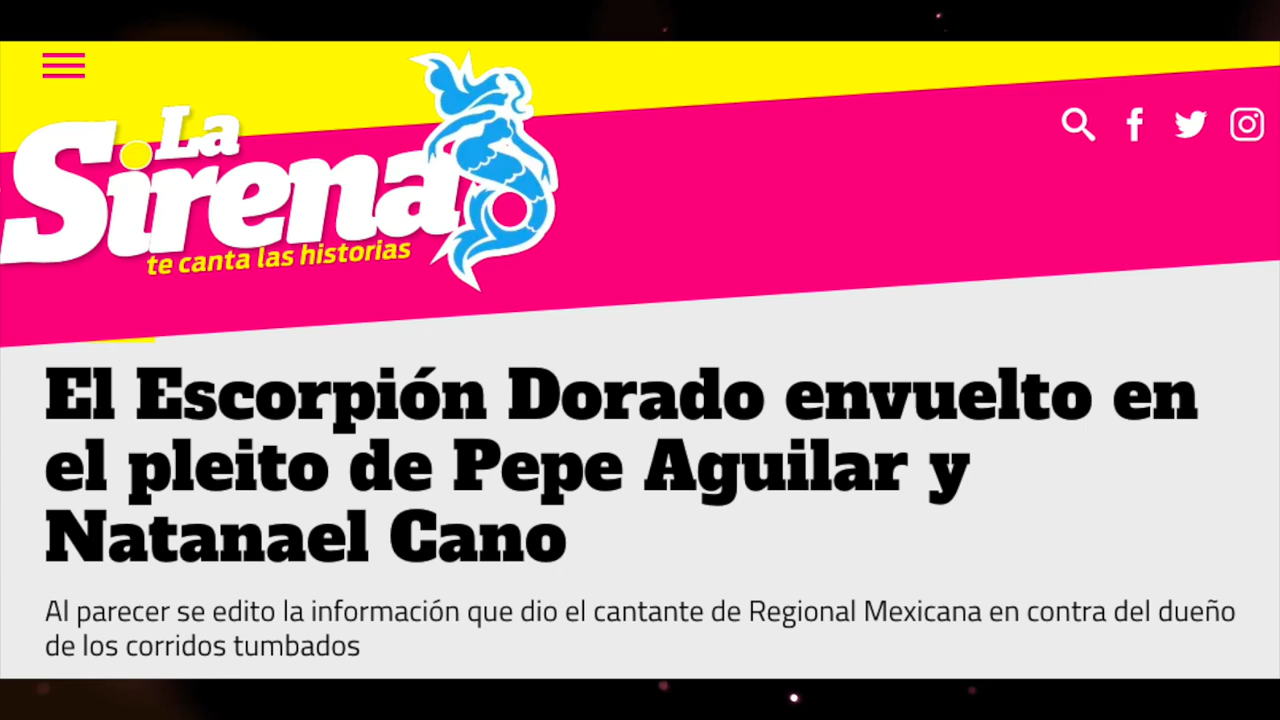 La
Sirena
te canta las historias
El Escorpión Dorado envuelto en
el pleito de Pepe Aguilar y
Natanael Cano
Al parecer se edito la información que dio el cantante de Regional Mexicana en contra del dueño
de los corridos tumbados